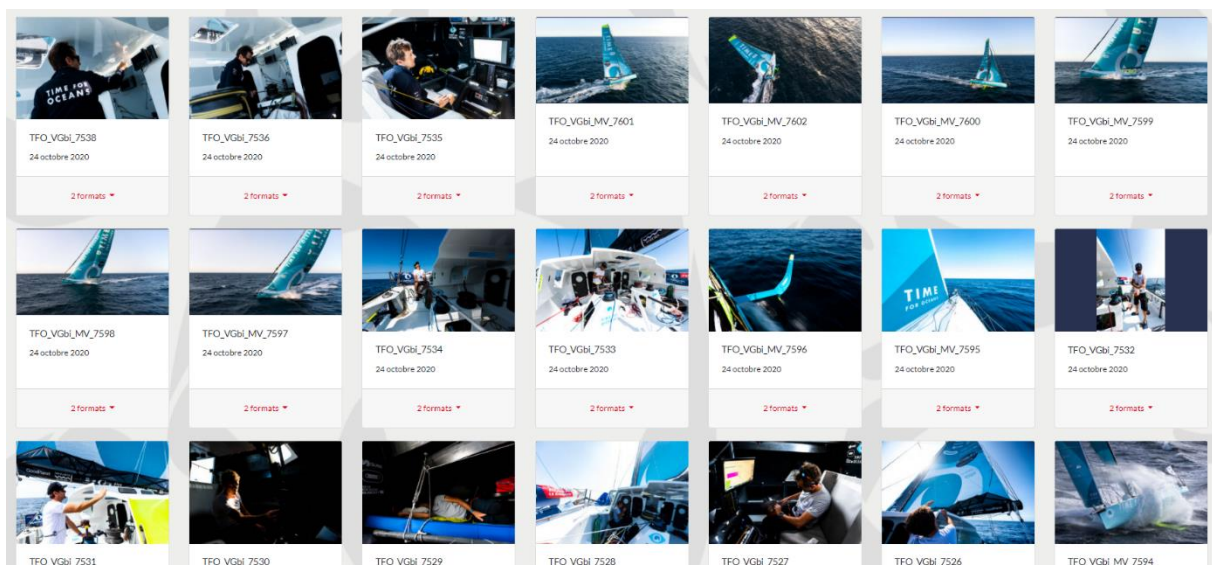 TIME FOR
OCEANS
TIME
TFO_VGbi_7538
24 octobre 2020
2 formats
TFO_VGbi_7536
24 octobre 2020
2 formats
TFO_VGbi_7535
24 octobre 2020
2 formats
TFO_VGbi_MV_7601
24 octobre 2020
2 formats
TFO_VGbi_MV_7602
24 octobre 2020
2 formats
TFO_VGbi_MV_7600
24 octobre 2020
2 formats
TFO_VGbi_MV_7599
24 octobre 2020
2 formats
TFO_VGbi_MV_7598
24 octobre 2020
2 formats
TFO_VGbi_MV_7597
24 octobre 2020
2 formats
TFO_VGbi_7534
24 octobre 2020
2 formats
TFO_VGbi_7533
24 octobre 2020
2 formats
TFO_VGbi_MV_7596
24 octobre 2020
2 formats
TIME
FOR OCEANS
TFO_VGbi_MV_7595
24 octobre 2020
2 formats
TFO_VGbi_7532
24 octobre 2020
2 formats
TFO_VGbi_7531
TFO_VGbi_7530
TFO_VGbi_7529
TFO_VGbi_7528
TFO_VGbi_7527
TFO_VGbi_7526
TFO_VGbi_MV_7594